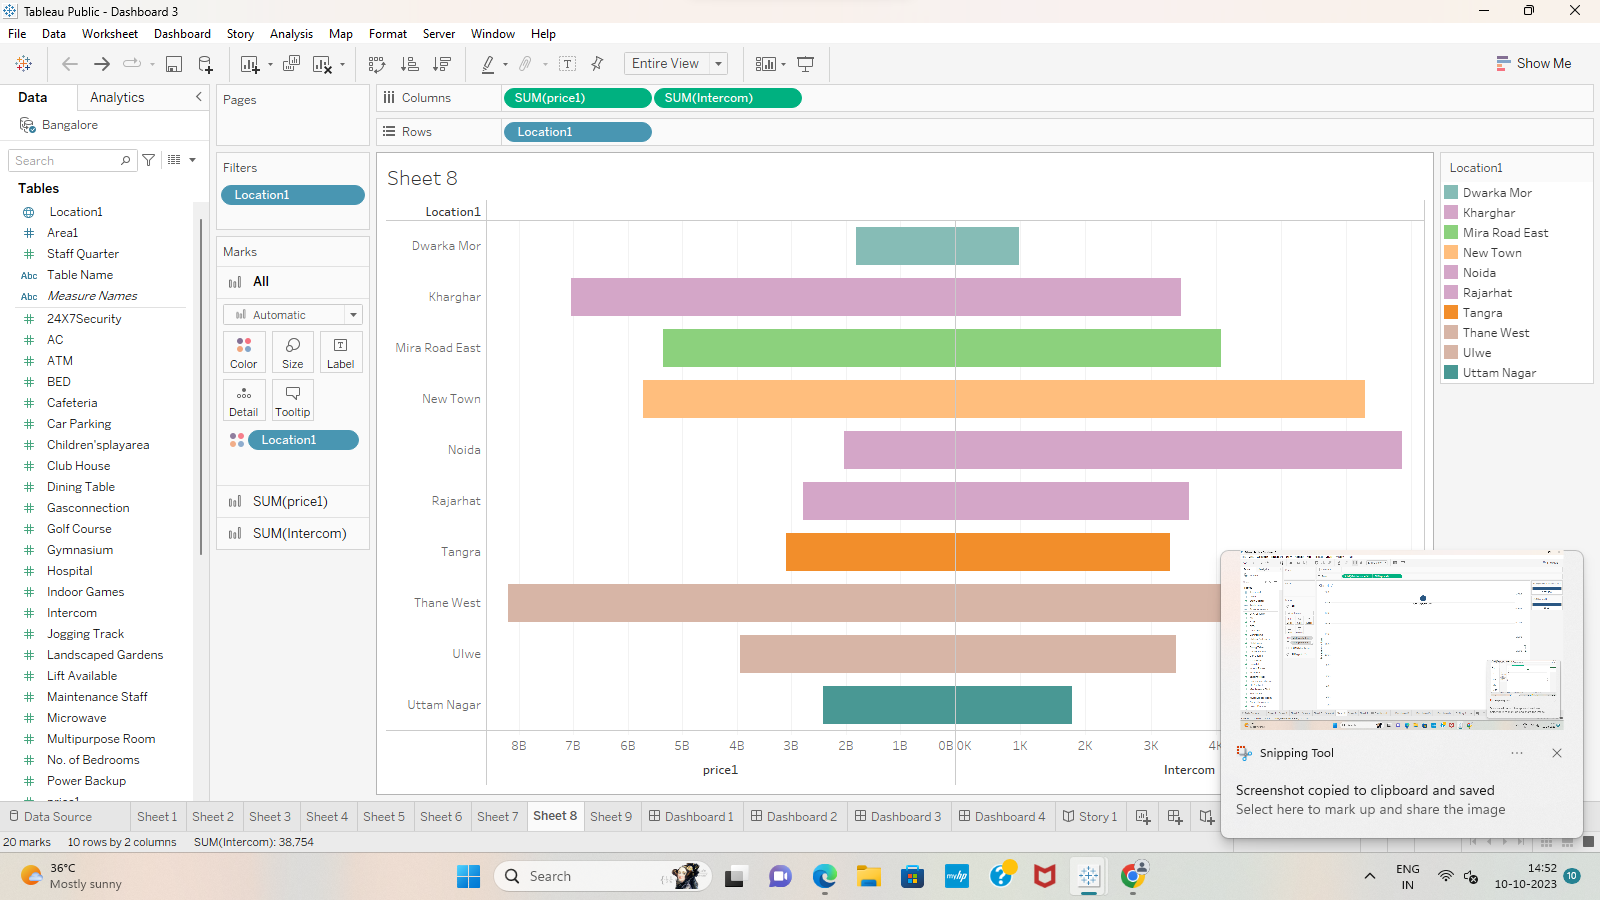 Tableau Public - Dashboard 3
File Data Worksheet Dashboard Story Analysis Map Format Server Window Help
Entire View
Show Me
Data Analytics
Bangalore
Search
Tables
Location1
Area1
Staff Quarter
Abc Table Name
Abc Measure Names
24X7Security
AC
ATM
BED
Cafeteria
Car Parking
Children'splayarea
Club House
Dining Table
Gasconnection
Golf Course
Gymnasium
Hospital
Indoor Games
Intercom
Jogging Track
Landscaped Gardens
Lift Available
Maintenance Staff
Microwave
Multipurpose Room
No. of Bedrooms
Power Backup
price1
Pages
Filters
Location1
Marks
All
Automatic
Color Size Label
Detail Tooltip
Location1
SUM(price1)
SUM(Intercom)
Columns SUM(price1) SUM(Intercom)
Rows Location1
Sheet 8
Location1
Dwarka Mor
Kharghar
Mira Road East
New Town
Noida
Rajarhat
Tangra
Thane West
Ulwe
Uttam Nagar
8B 7B 6B 5B 4B 3B 2B 1B 0B 0K 1K 2K 3K 4K
price1 Intercom
Location1
Dwarka Mor
Kharghar
Mira Road East
New Town
Noida
Rajarhat
Tangra
Thane West
Ulwe
Uttam Nagar
Snipping Tool
Screenshot copied to clipboard and saved
Select here to mark up and share the image
Data Source Sheet 1 Sheet 2 Sheet 3 Sheet 4 Sheet 5 Sheet 6 Sheet 7 Sheet 8 Sheet 9 Dashboard 1 Dashboard 2 Dashboard 3 Dashboard 4 Story 1
20 marks 10 rows by 2 columns SUM(Intercom): 38,754
36°C
Mostly sunny
Search
myhp
ENG
IN
14:52
10-10-2023
10